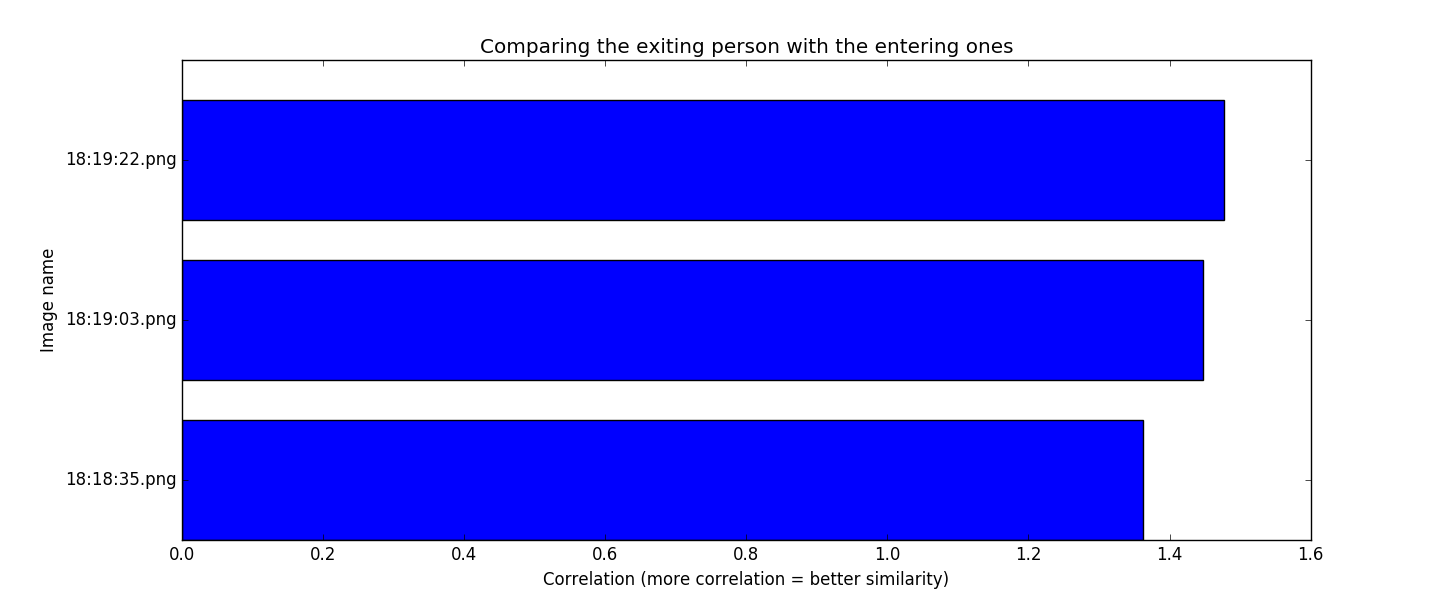 Comparing the exiting person with the entering ones
Image name
18:19:22.png
18:19:03.png
18:18:35.png
0.0 0.2 0.4 0.6 0.8 1.0 1.2 1.4 1.6
Correlation (more correlation = better similarity)